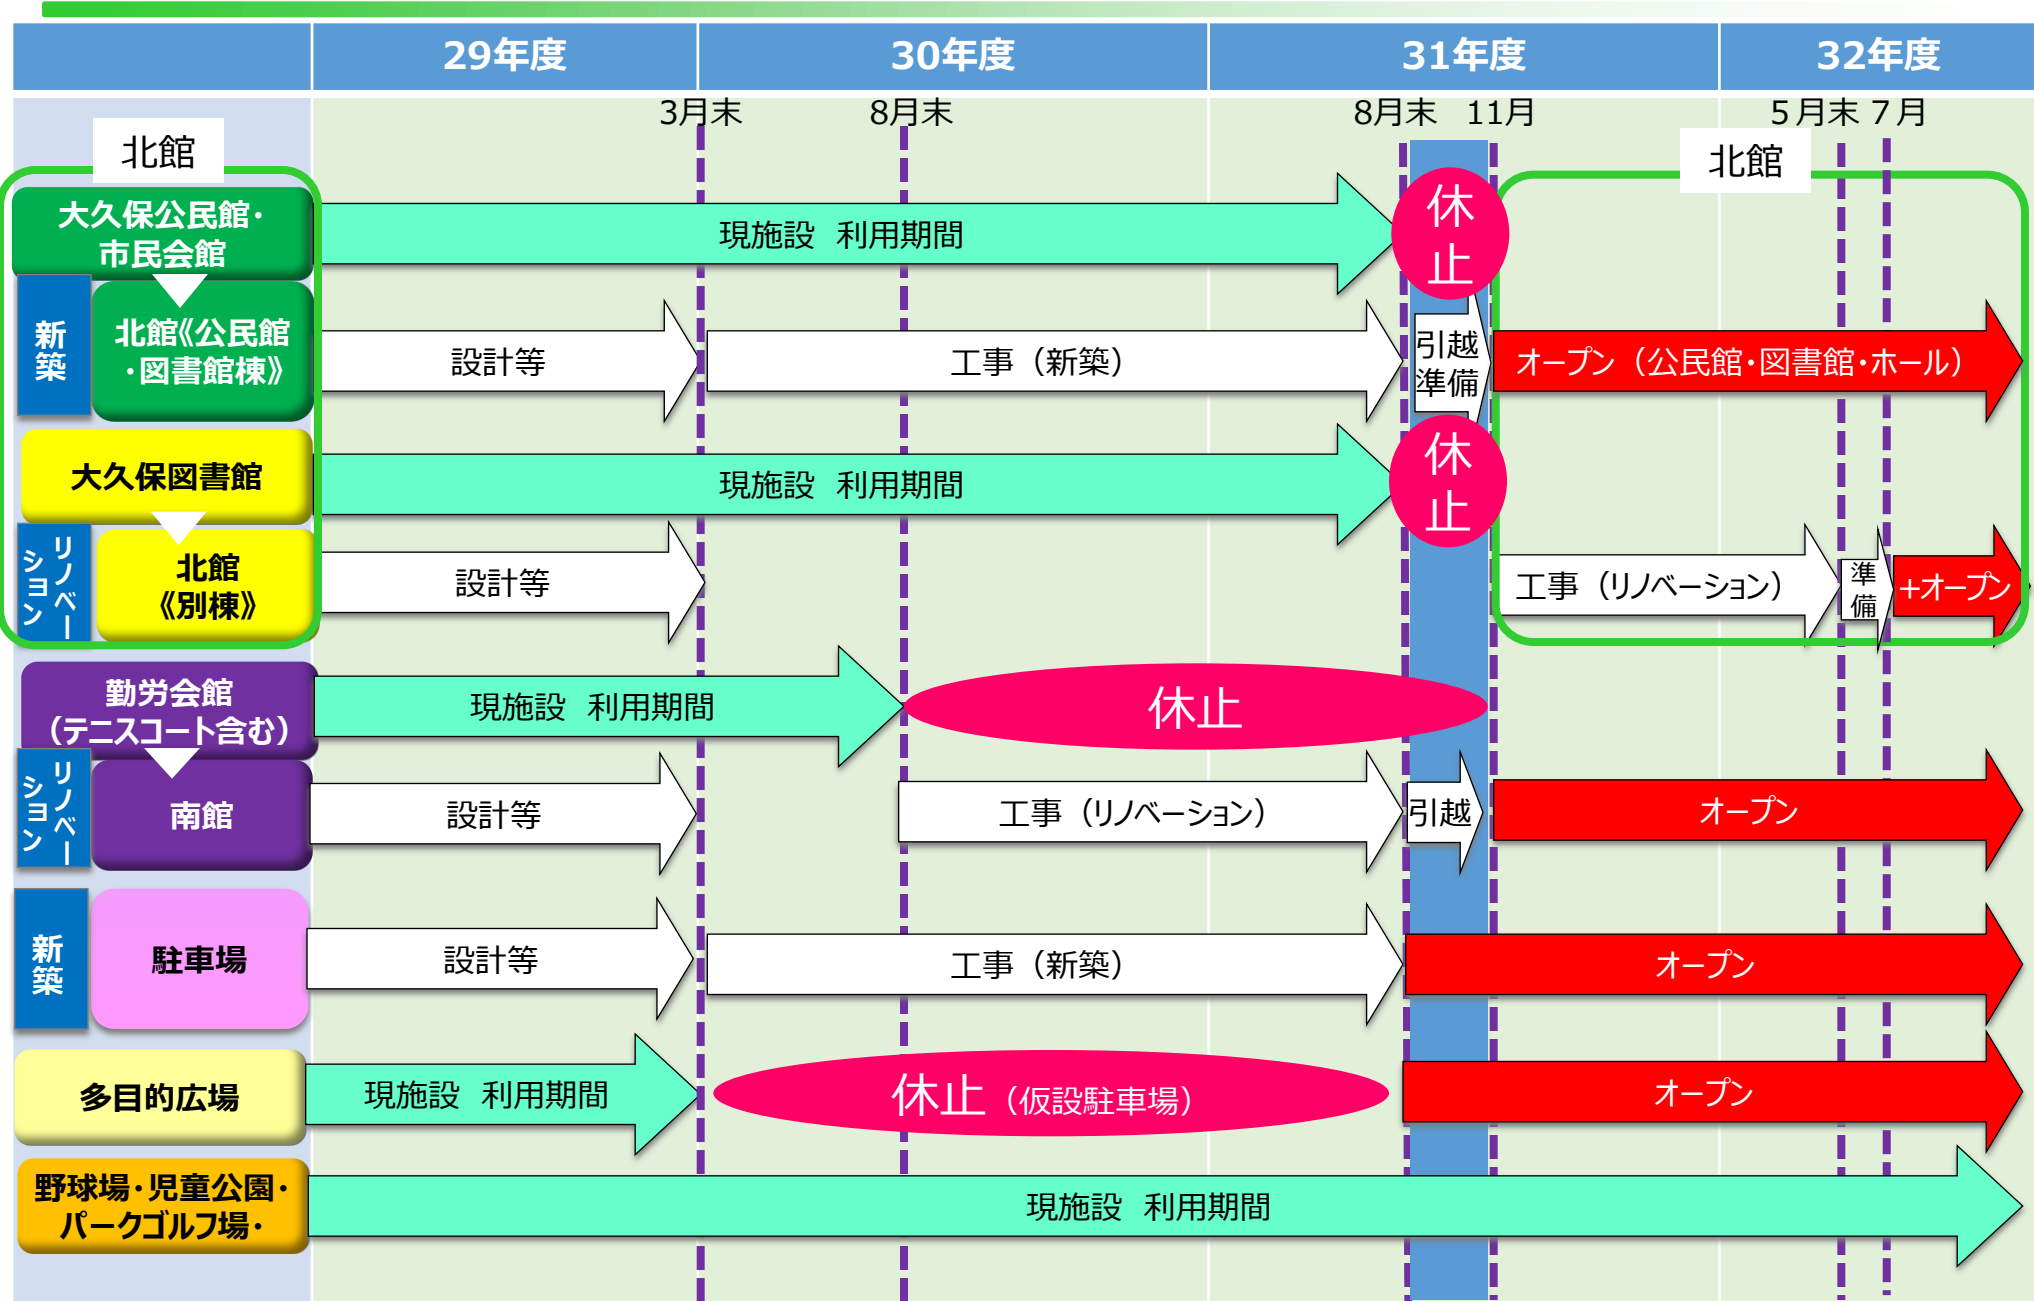 29年度
30年度
31年度
32年度
3月末
8月末
8月末
11月
5月末
7月
北館
北館
大久保公民館・
市民会館
現施設 利用期間
休
止
新
築
北館《公民館
・図書館棟》
設計等
工事（新築）
引越
準備
オープン（公民館・図書館・ホール）
大久保図書館
現施設 利用期間
休
止
リノベー
ション
北館
《別棟》
設計等
工事（リノベーション）
準
備
+オープン
勤労会館
（テニスコート含む）
現施設 利用期間
休止
リノベー
ション
南館
設計等
工事（リノベーション）
引越
オープン
新
築
駐車場
設計等
工事（新築）
オープン
多目的広場
現施設 利用期間
休止（仮設駐車場）
オープン
野球場・児童公園・
パークゴルフ場・
現施設 利用期間